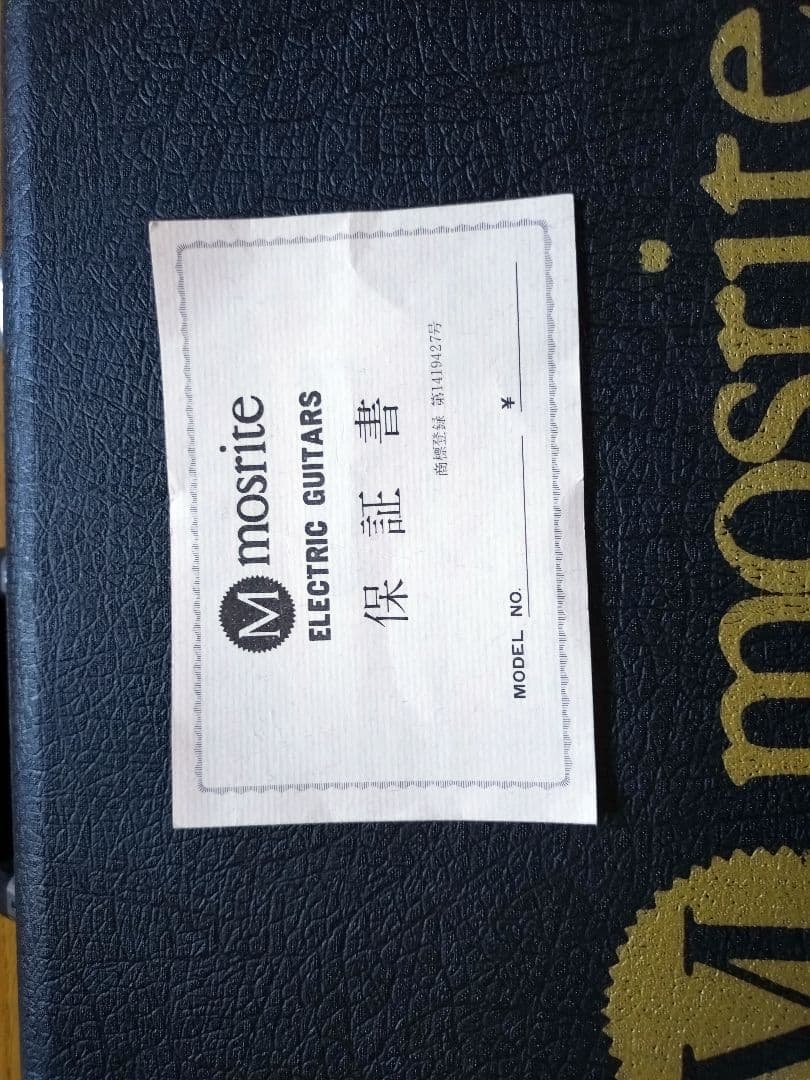 M mosrite
ELECTRIC GUITARS
保証書
商標登録 第1419427号
MODEL NO. ¥
M mosrite